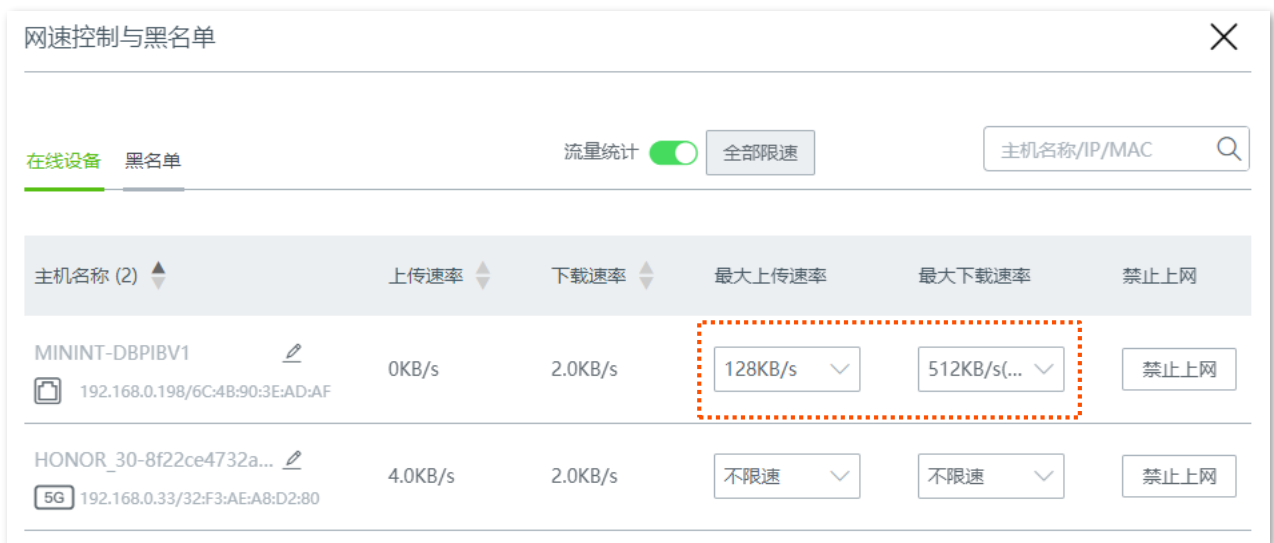 网速控制与黑名单
在线设备 黑名单 流量统计 全部限速 主机名称/IP/MAC
主机名称 (2) 上传速率 下载速率 最大上传速率 最大下载速率 禁止上网
MININT-DBPIBV1
0KB/s 2.0KB/s 128KB/s 512KB/s(... 禁止上网
192.168.0.198/6C:4B:90:3E:AD:AF
HONOR_30-8f22ce4732a...
4.0KB/s 2.0KB/s 不限速 不限速 禁止上网
5G 192.168.0.33/32:F3:AE:A8:D2:80